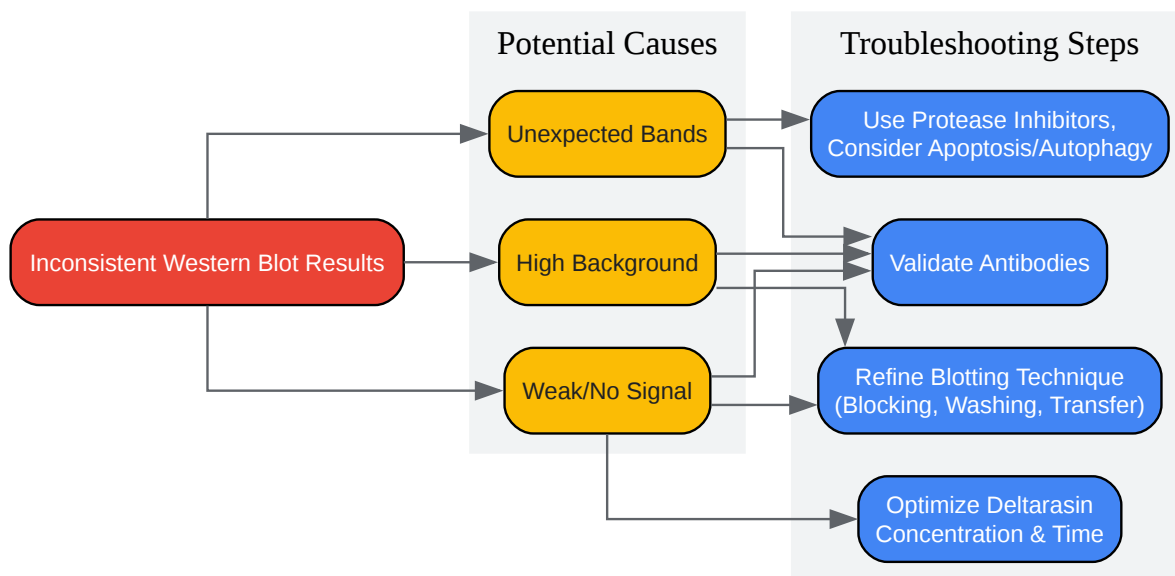 Potential Causes
Troubleshooting Steps
Unexpected Bands
Use Protease Inhibitors,
Consider Apoptosis/Autophagy
Inconsistent Western Blot Results
High Background
Validate Antibodies
Weak/No Signal
Refine Blotting Technique
(Blocking, Washing, Transfer)
Optimize Deltarasin
Concentration & Time